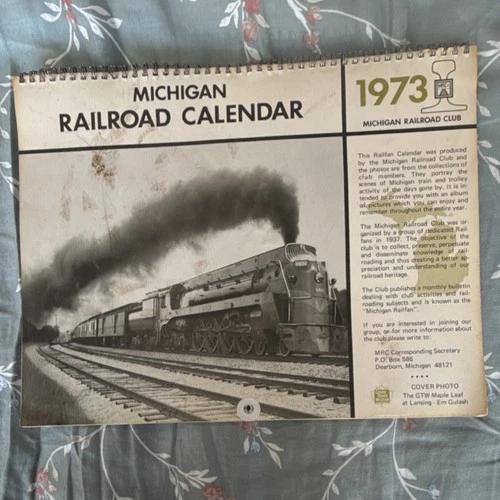 MICHIGAN
RAILROAD CALENDAR
1973
MRC
MICHIGAN RAILROAD CLUB
This Railfan Calendar was produced
by the Michigan Railroad Club and
the photos are from the collections of
club members. They portray the
scenes of Michigan train and trolley
activity of the days gone by. It is in-
tended to provide you with an album
of pictures which you can enjoy and
remember throughout the entire year.
The Michigan Railroad Club was or-
ganized by a group of dedicated Rail-
fans in 1937. The objective of the
club is to collect, preserve, perpetuate
and disseminate knowledge of rail-
roading and thus creating a better ap-
preciation and understanding of our
railroad heritage.
The Club publishes a monthly bulletin
dealing with club activities and rail-
roading subjects and is known as the
"Michigan Railfan".
If you are interested in joining our
group, or for more information about
the club please write to:
MRC Corresponding Secretary
P.O. Box 586
Dearborn, Michigan 48121
• • • •
COVER PHOTO
The GTW Maple Leaf
at Lansing - Em Gulash